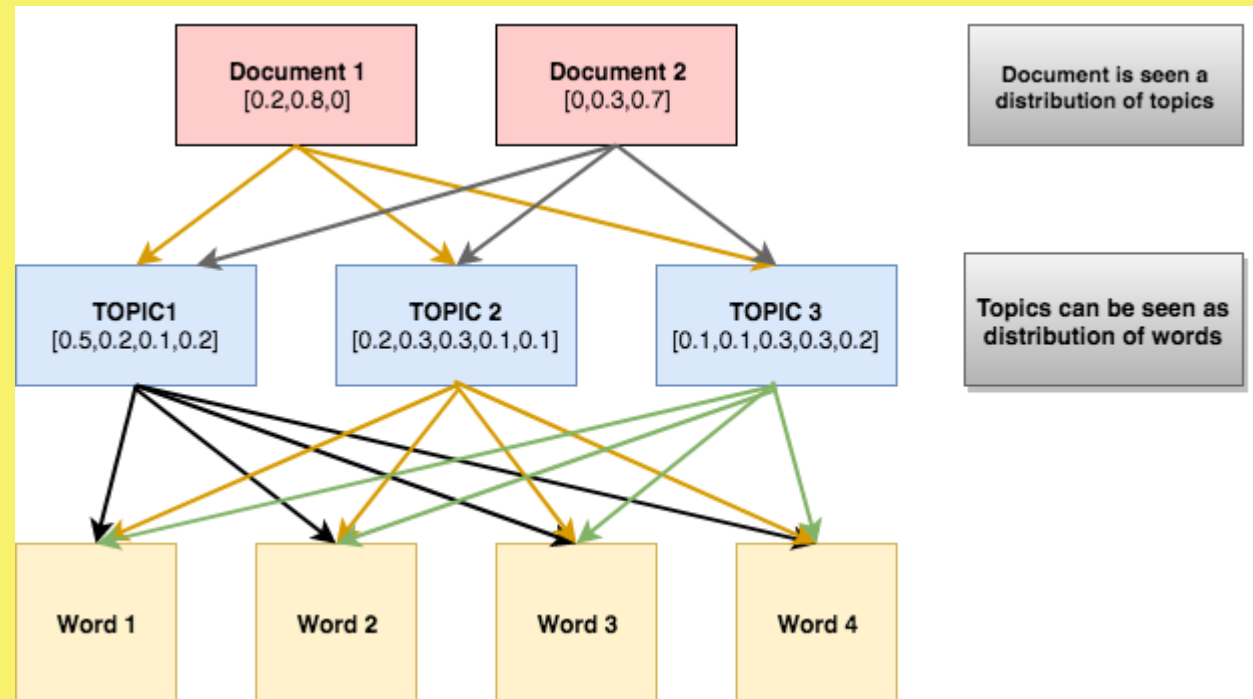 Document 1
[0.2,0.8,0]
Document 2
[0,0.3,0.7]
Document is seen a
distribution of topics
TOPIC1
[0.5,0.2,0.1,0.2]
TOPIC 2
[0.2,0.3,0.3,0.1,0.1]
TOPIC 3
[0.1,0.1,0.3,0.3,0.2]
Topics can be seen as
distribution of words
Word 1
Word 2
Word 3
Word 4